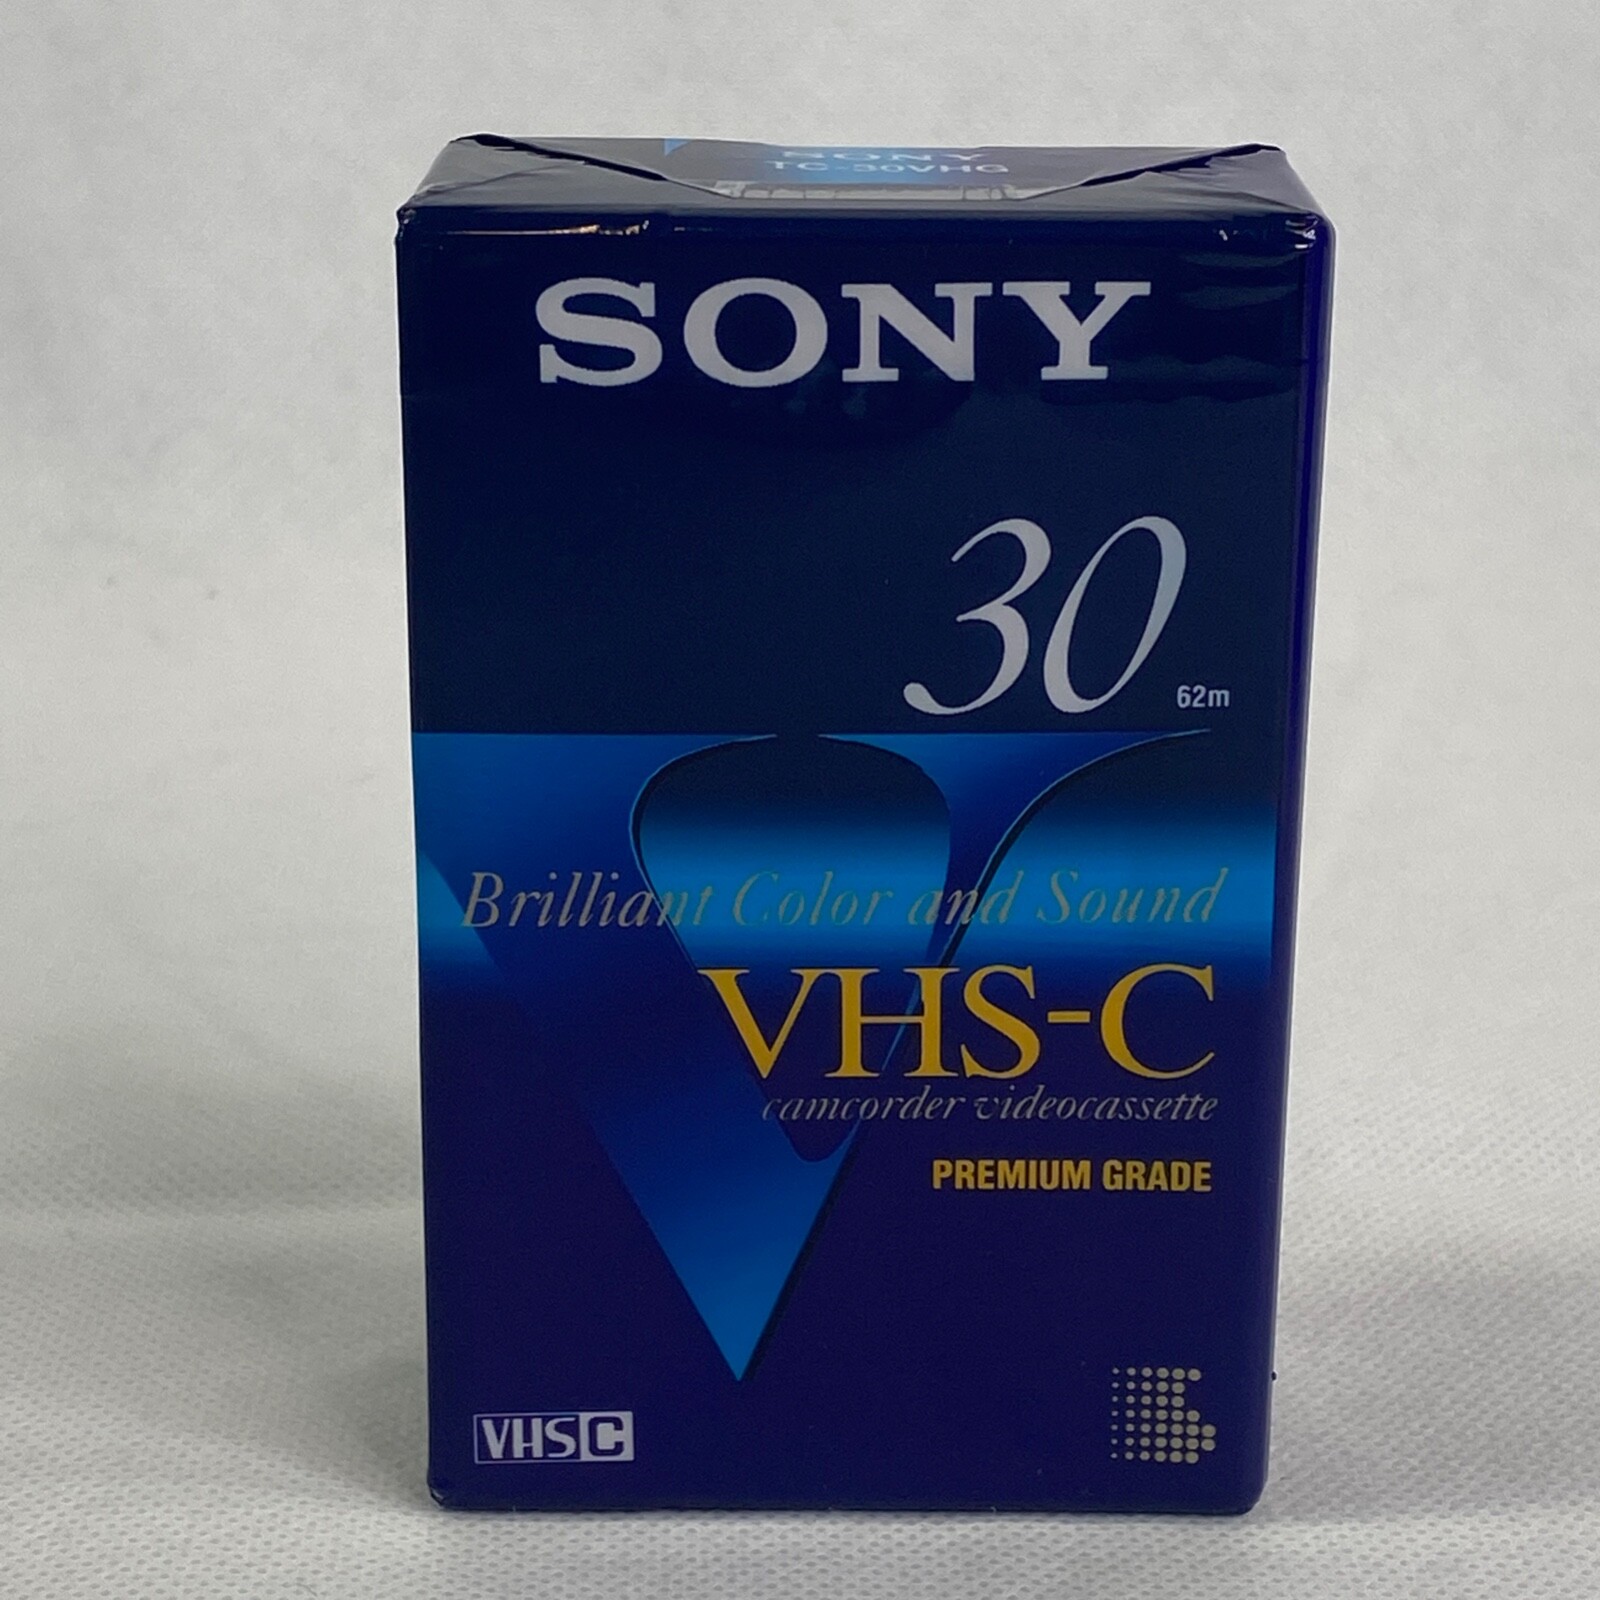 SONY
TC-30VHG
SONY
30
62m
Brilliant Color and Sound
VHS-C
camcorder videocassette
PREMIUM GRADE
VHS C